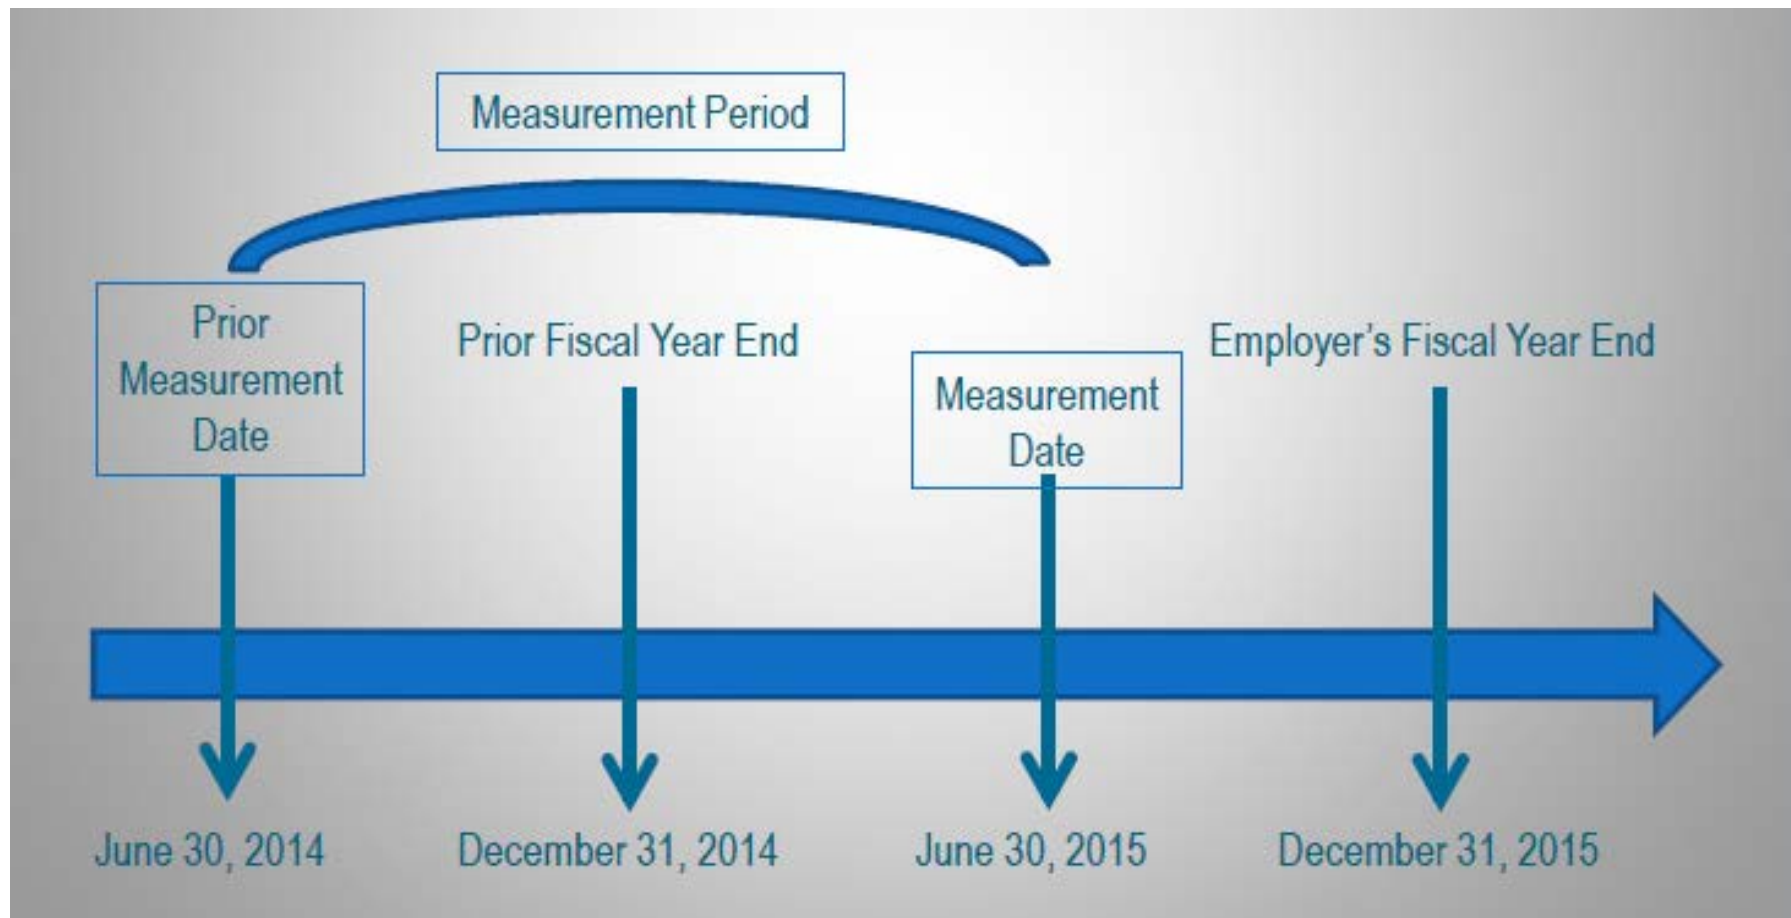 Measurement Period
Prior
Measurement
Date
Prior Fiscal Year End
Measurement
Date
Employer's Fiscal Year End
June 30, 2014
December 31, 2014
June 30, 2015
December 31, 2015